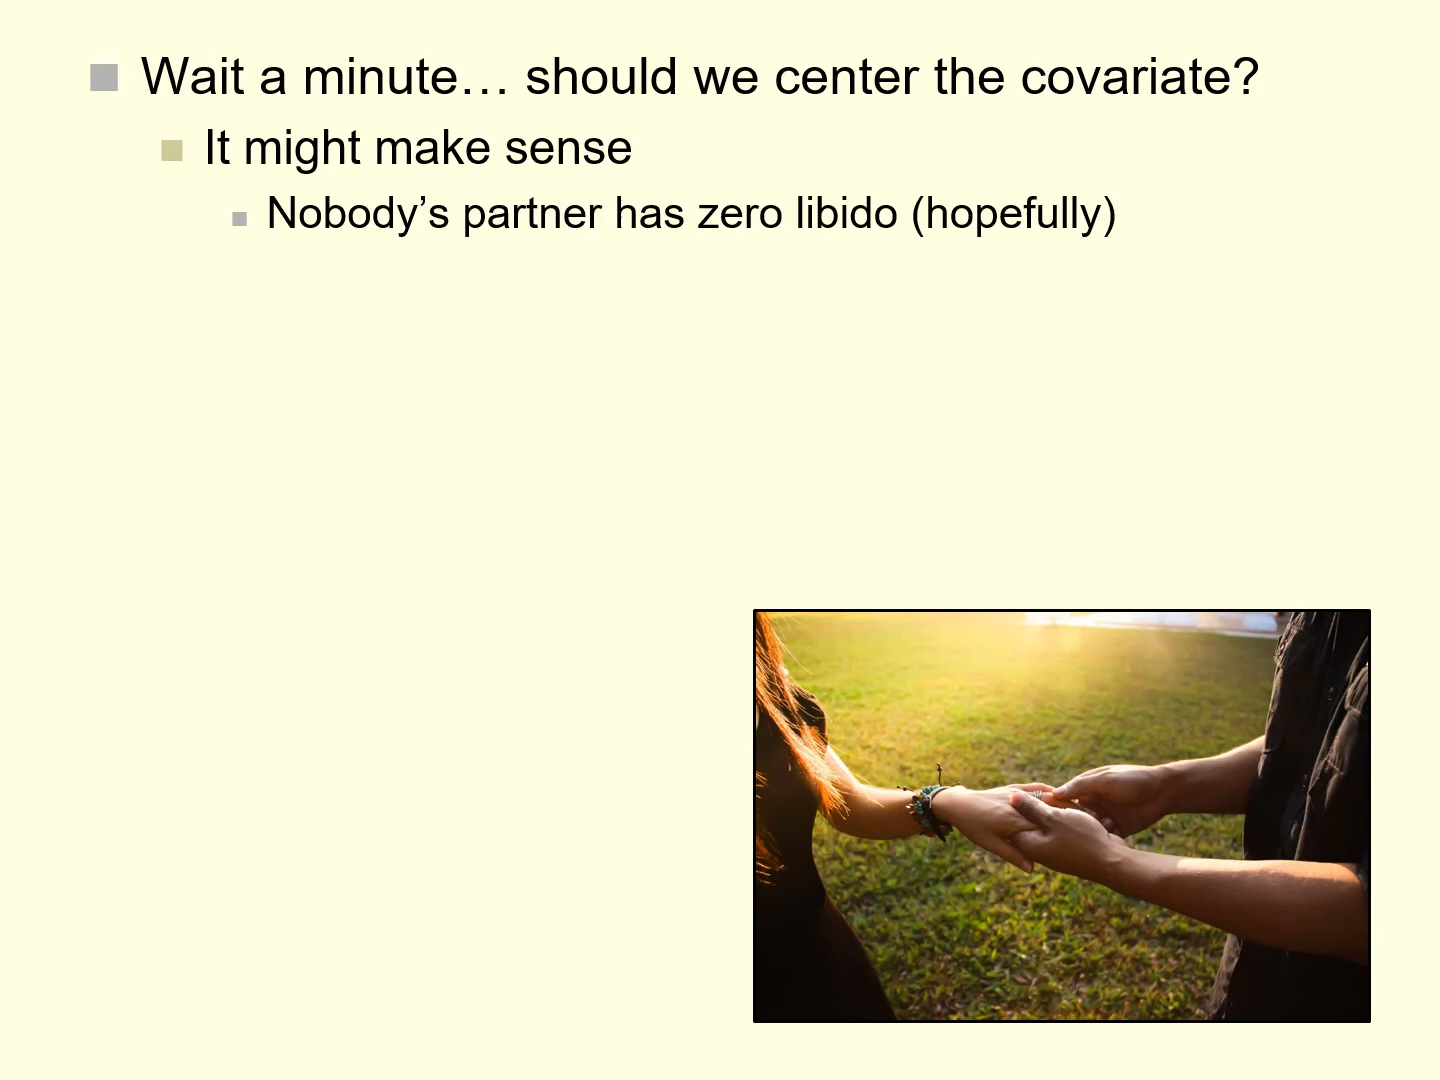 Wait a minute… should we center the covariate?
It might make sense
Nobody’s partner has zero libido (hopefully)